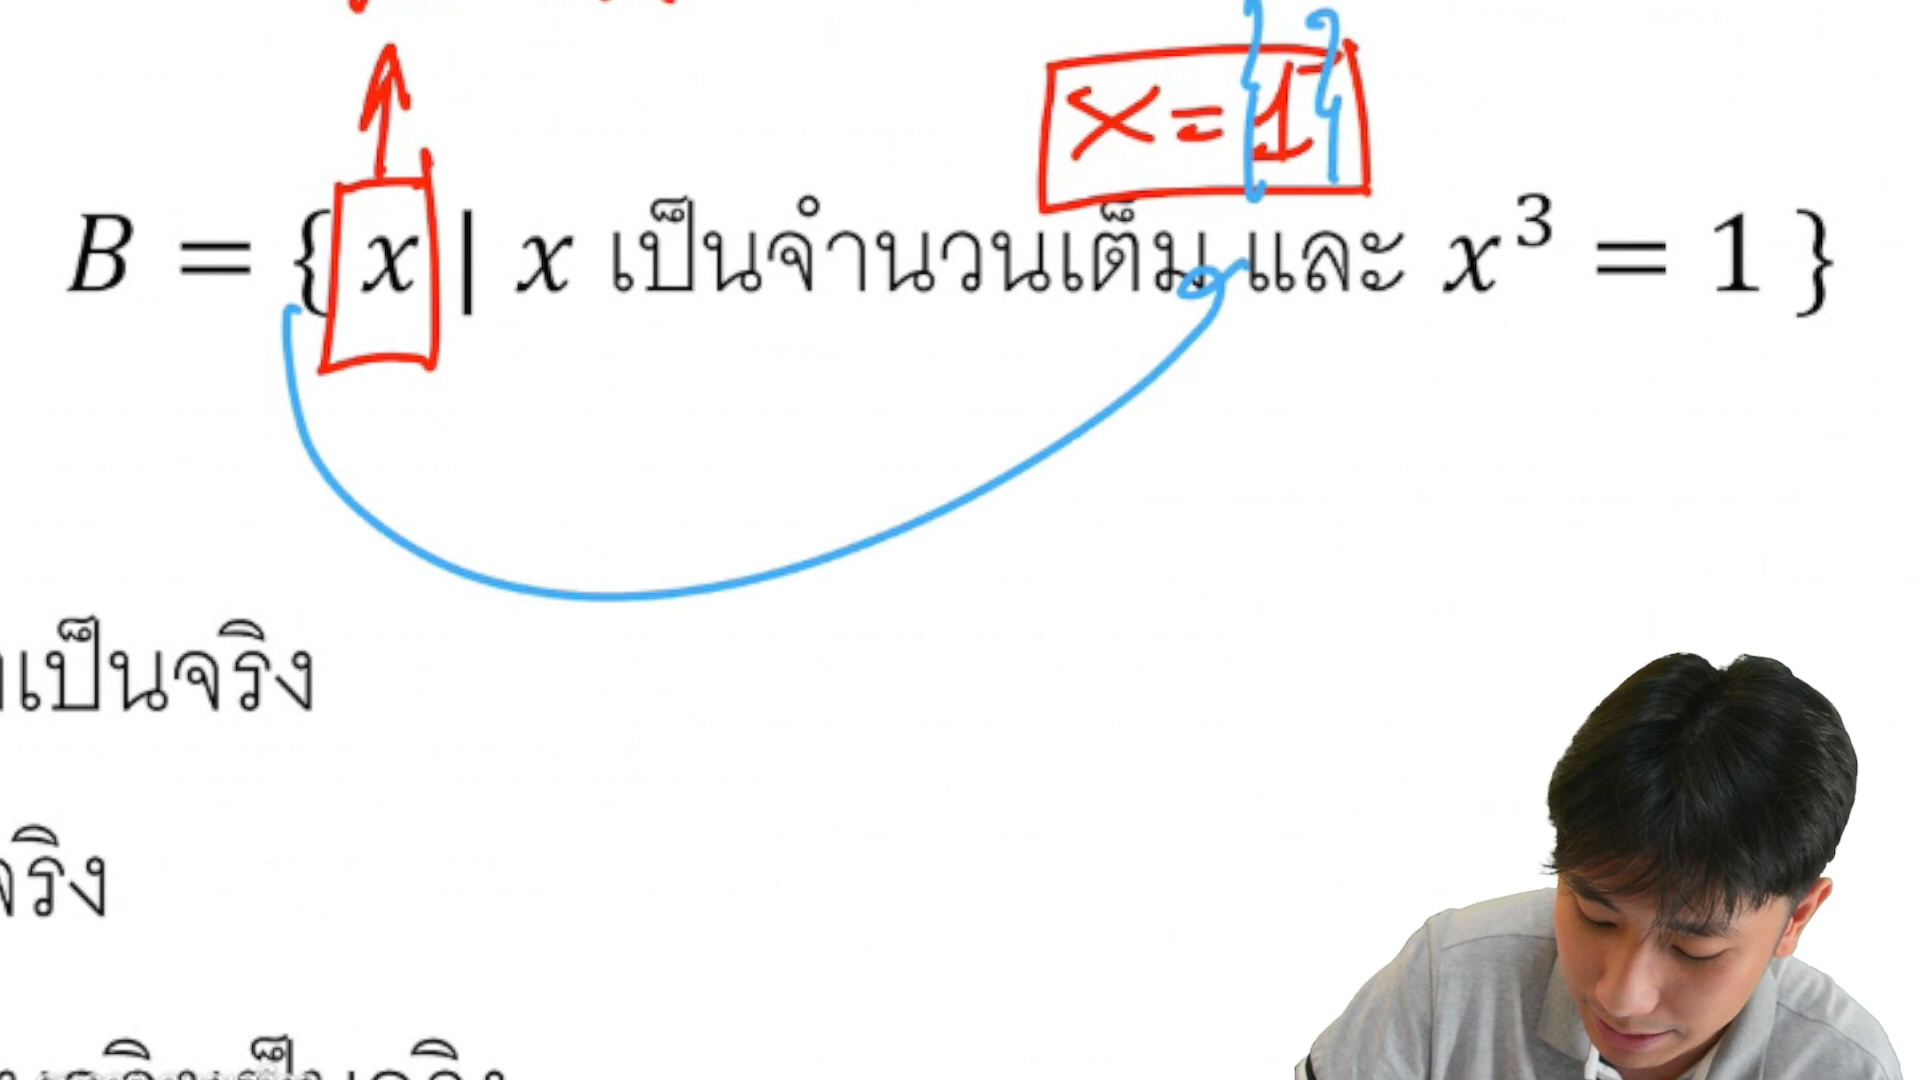 x = 1
B = { x | x เป็นจำนวนเต็ม และ x³ = 1 }
เป็นจริง
จริง